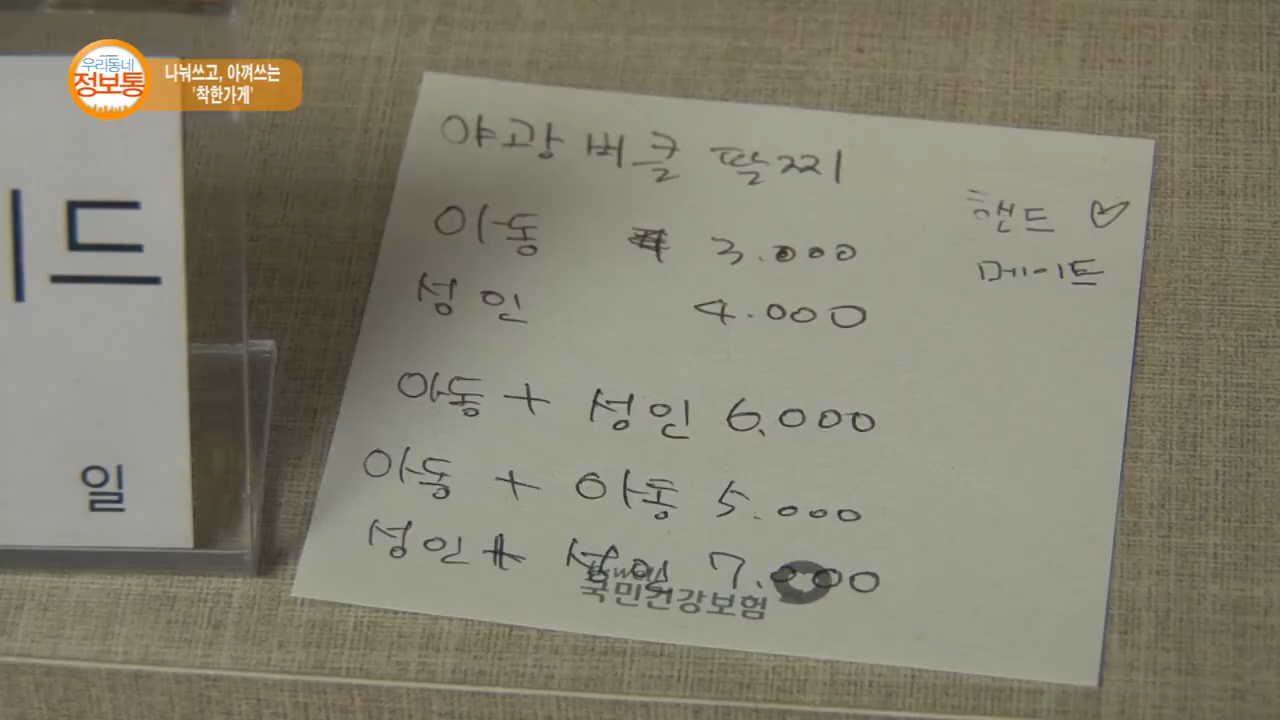 우리동네
정보통
나눠쓰고, 아껴쓰는
'착한가게'
드
일
야광 버클 팔찌
아동 3.000
성인 4.000
핸드 ♡
메이드
아동 + 성인 6.000
아동 + 아동 5.000
성인 + 성인 7.000
국민건강보험